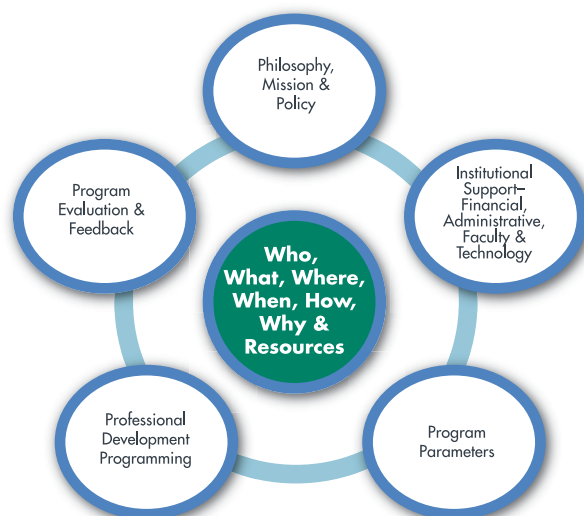 Philosophy,
Mission &
Policy
Institutional
Support–
Financial,
Administrative,
Faculty &
Technology
Program
Evaluation &
Feedback
Who,
What, Where,
When, How,
Why &
Resources
Professional
Development
Programming
Program
Parameters